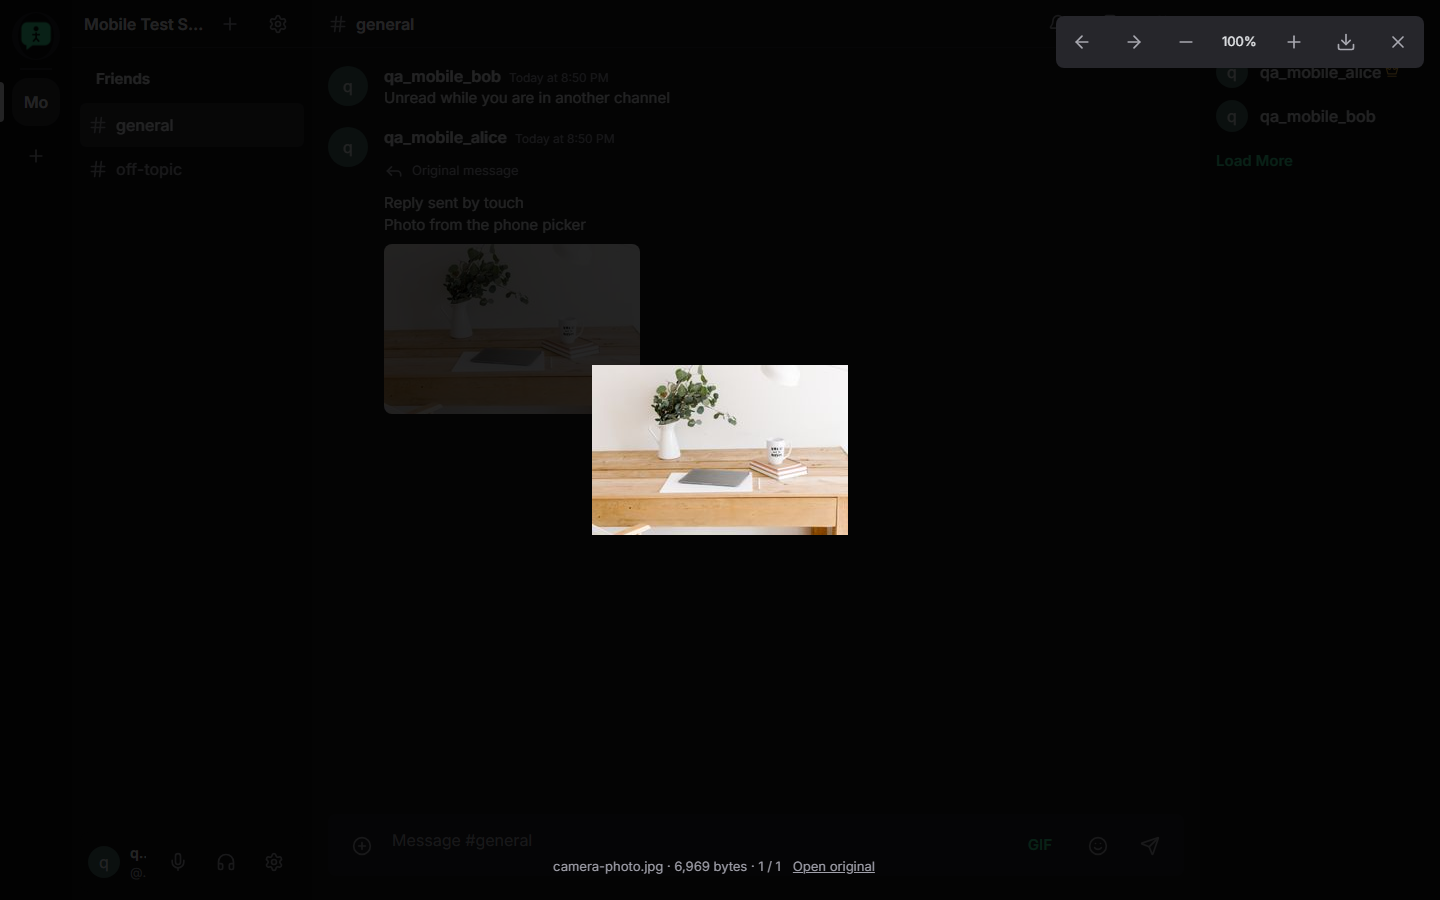 Mobile Test S...
general
100%
Friends
Mo
general
off-topic
qa_mobile_bob Today at 8:50 PM
Unread while you are in another channel
qa_mobile_alice Today at 8:50 PM
Original message
Reply sent by touch
Photo from the phone picker
qa_mobile_alice
qa_mobile_bob
Load More
Message #general
GIF
q..
@.
camera-photo.jpg · 6,969 bytes · 1 / 1 Open original
q
q
q
q
q